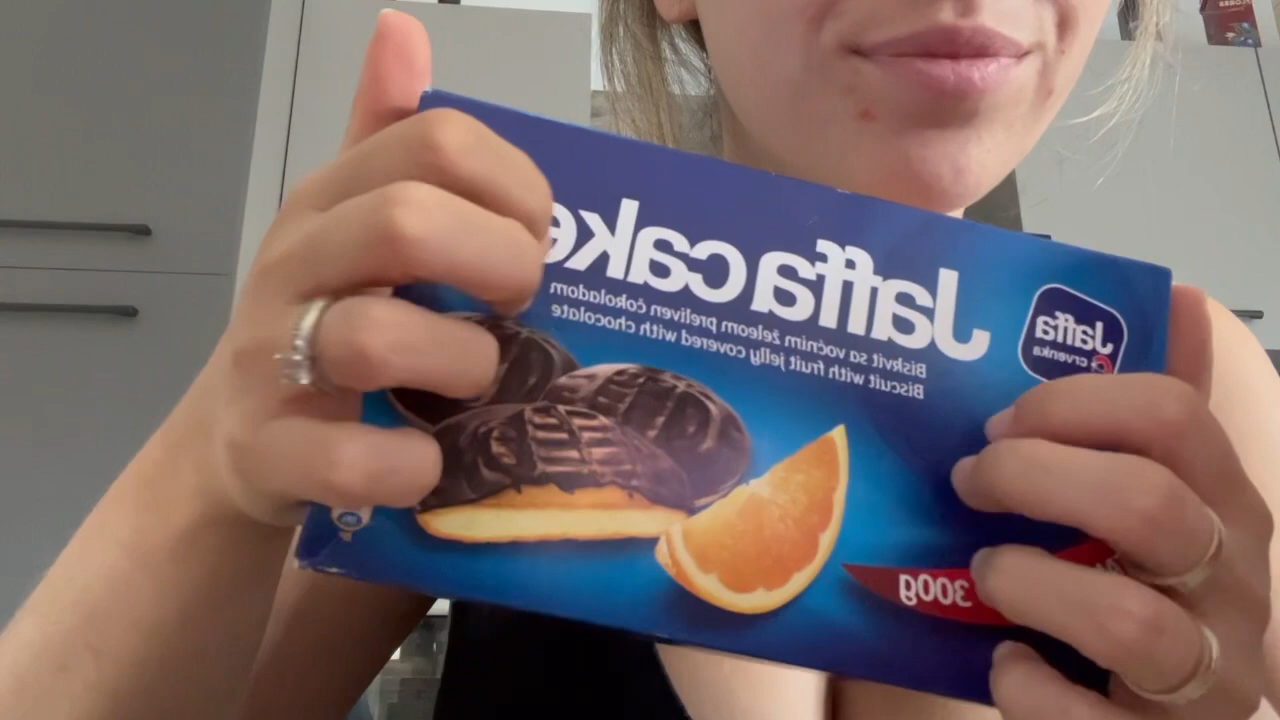 Jaffa cake
Biskvit sa voćnim želeom preliven čokoladom
Biscuit with fruit jelly covered with chocolate
Jaffa
crvenka
300g